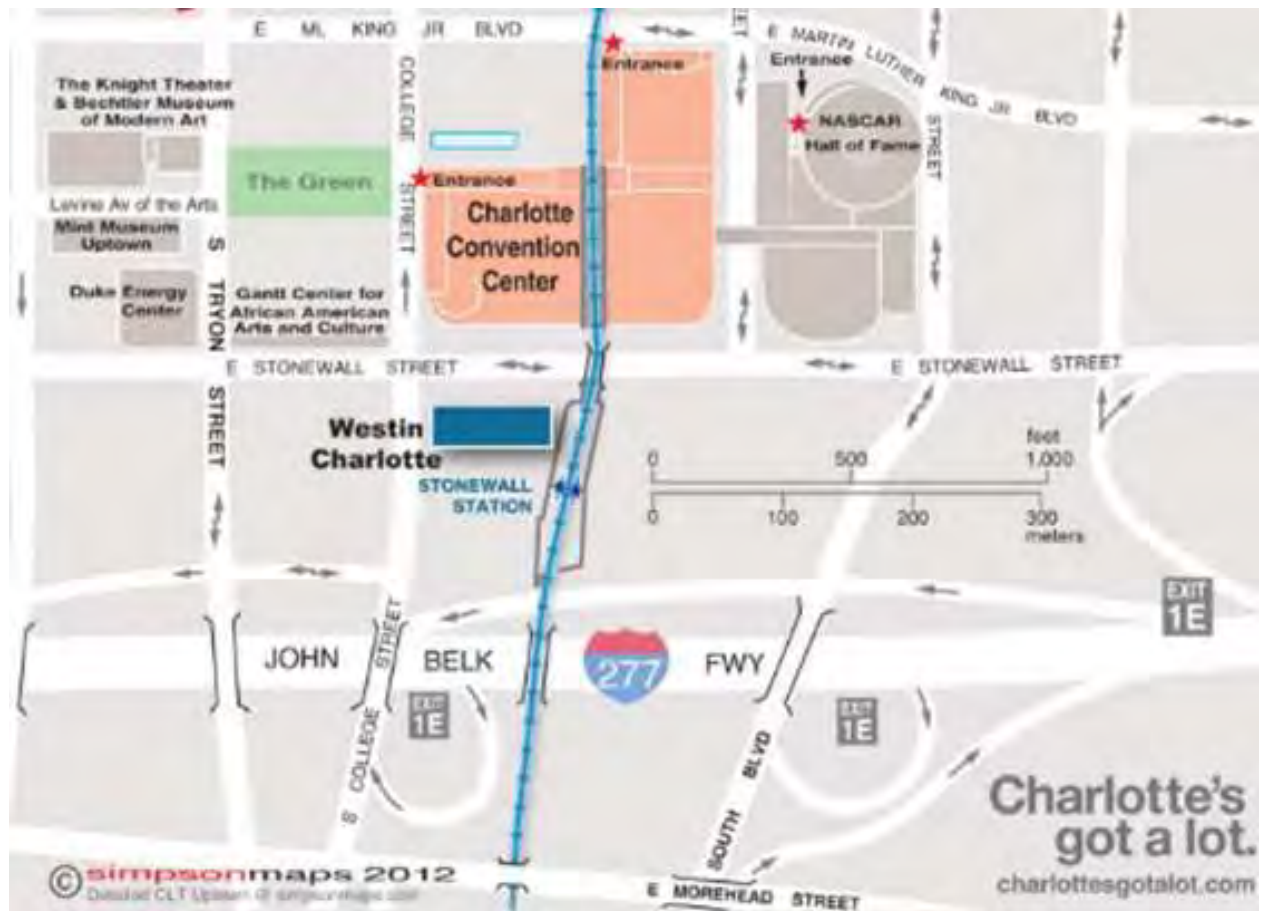 E ML KING JR BLVD
E MARTIN LUTHER KING JR BLVD
The Knight Theater
& Bechtler Museum
of Modern Art
COLLEGE STREET
Entrance
Entrance
STREET
NASCAR
Hall of Fame
The Green
Entrance
Levine Av of the Arts
Mint Museum
Uptown
Charlotte
Convention
Center
Duke Energy
Center
S TRYON STREET
Gantt Center for
African American
Arts and Culture
E STONEWALL STREET
E STONEWALL STREET
Westin
Charlotte
STONEWALL
STATION
feet
0 500 1,000
0 100 200 300
meters
EXIT
1E
JOHN BELK FWY
277
S COLLEGE STREET
EXIT
1E
EXIT
1E
SOUTH BLVD
Charlotte's
got a lot.
charlottesgotalot.com
© simpsonmaps 2012
E MOREHEAD STREET